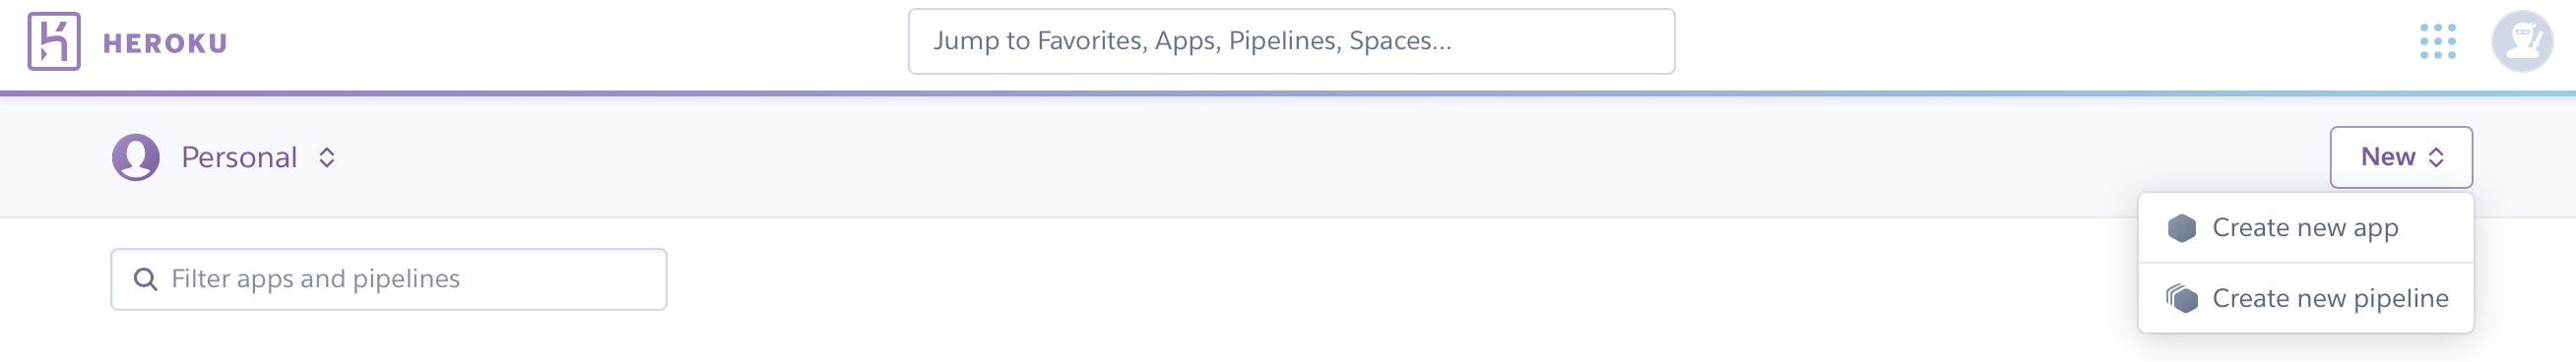 HEROKU
Jump to Favorites, Apps, Pipelines, Spaces...
Personal
New
Create new app
Filter apps and pipelines
Create new pipeline